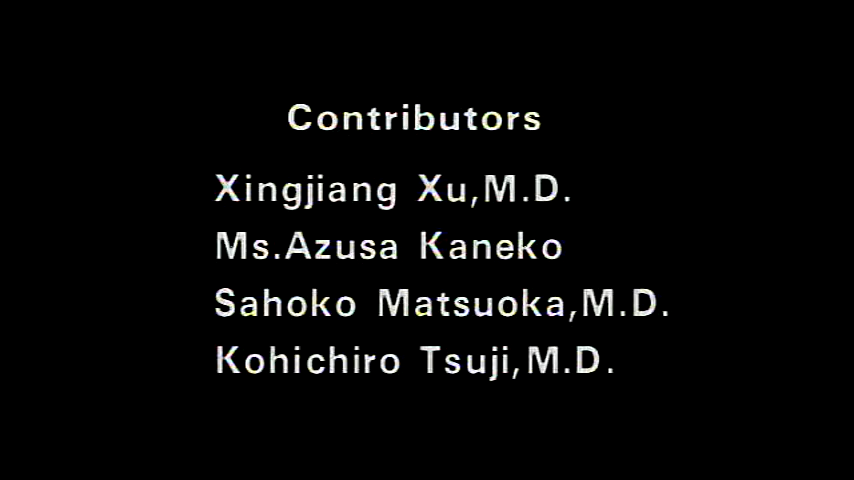 Contributors
Xingjiang Xu,M.D.
Ms.Azusa Kaneko
Sahoko Matsuoka,M.D.
Kohichiro Tsuji,M.D.